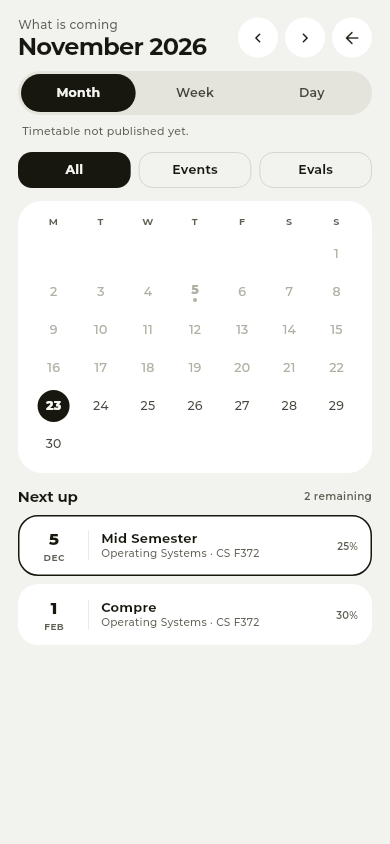 What is coming
November 2026
Month Week Day
Timetable not published yet.
All Events Evals
M T W T F S S
1
2 3 4 5 6 7 8
9 10 11 12 13 14 15
16 17 18 19 20 21 22
23 24 25 26 27 28 29
30
Next up 2 remaining
5 DEC
Mid Semester
Operating Systems · CS F372
25%
1 FEB
Compre
Operating Systems · CS F372
30%